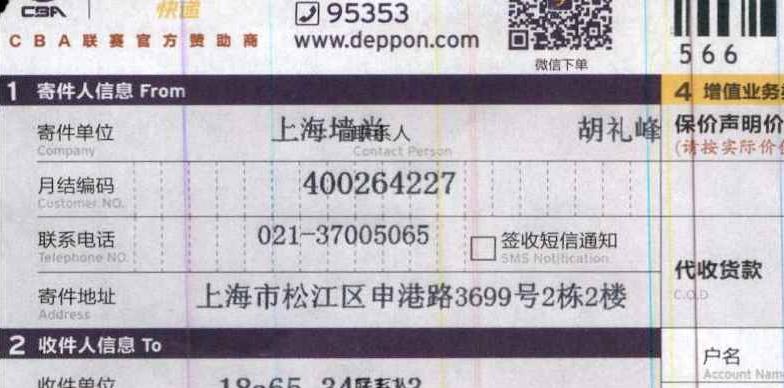 CBA 快递 95353
CBA联赛官方赞助商 www.deppon.com
微信下单
566
1 寄件人信息 From
4 增值业务
寄件单位 上海墙尚 联系人 胡礼峰
Company Contact Person
保价声明价
(请按实际价
月结编码 400264227
Customer NO.
联系电话 021-37005065 签收短信通知
Telephone NO. SMS Notification
代收货款
C.O.D
寄件地址 上海市松江区申港路3699号2栋2楼
Address
2 收件人信息 To
户名
Account Nam
收件单位